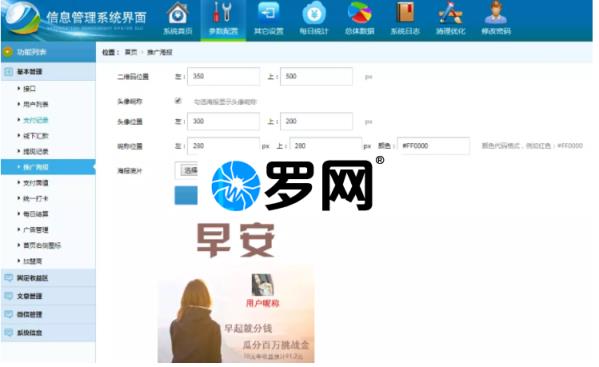 信息管理系统界面
系统首页 参数配置 其它设置 每日统计 总体数据 系统日志 清理优化 修改密码
功能列表
位置： 首页 > 推广海报
基本管理
接口
用户列表
支付记录
线下汇款
提现记录
推广海报
支付面值
统一打卡
每日结算
广告管理
首页右侧图标
加盟商
固定收益区
文章管理
微信管理
系统信息
二维码位置 左： 350 上： 500 px
头像昵称 勾选海报显示头像昵称
头像位置 左： 300 上： 200 px
昵称位置 左： 280 px 上： 280 px 颜色： #FF0000 颜色代码格式，例如红色：#FF0000
海报图片 选择
罗网®
早安
用户昵称
早起就分钱
瓜分百万挑战金